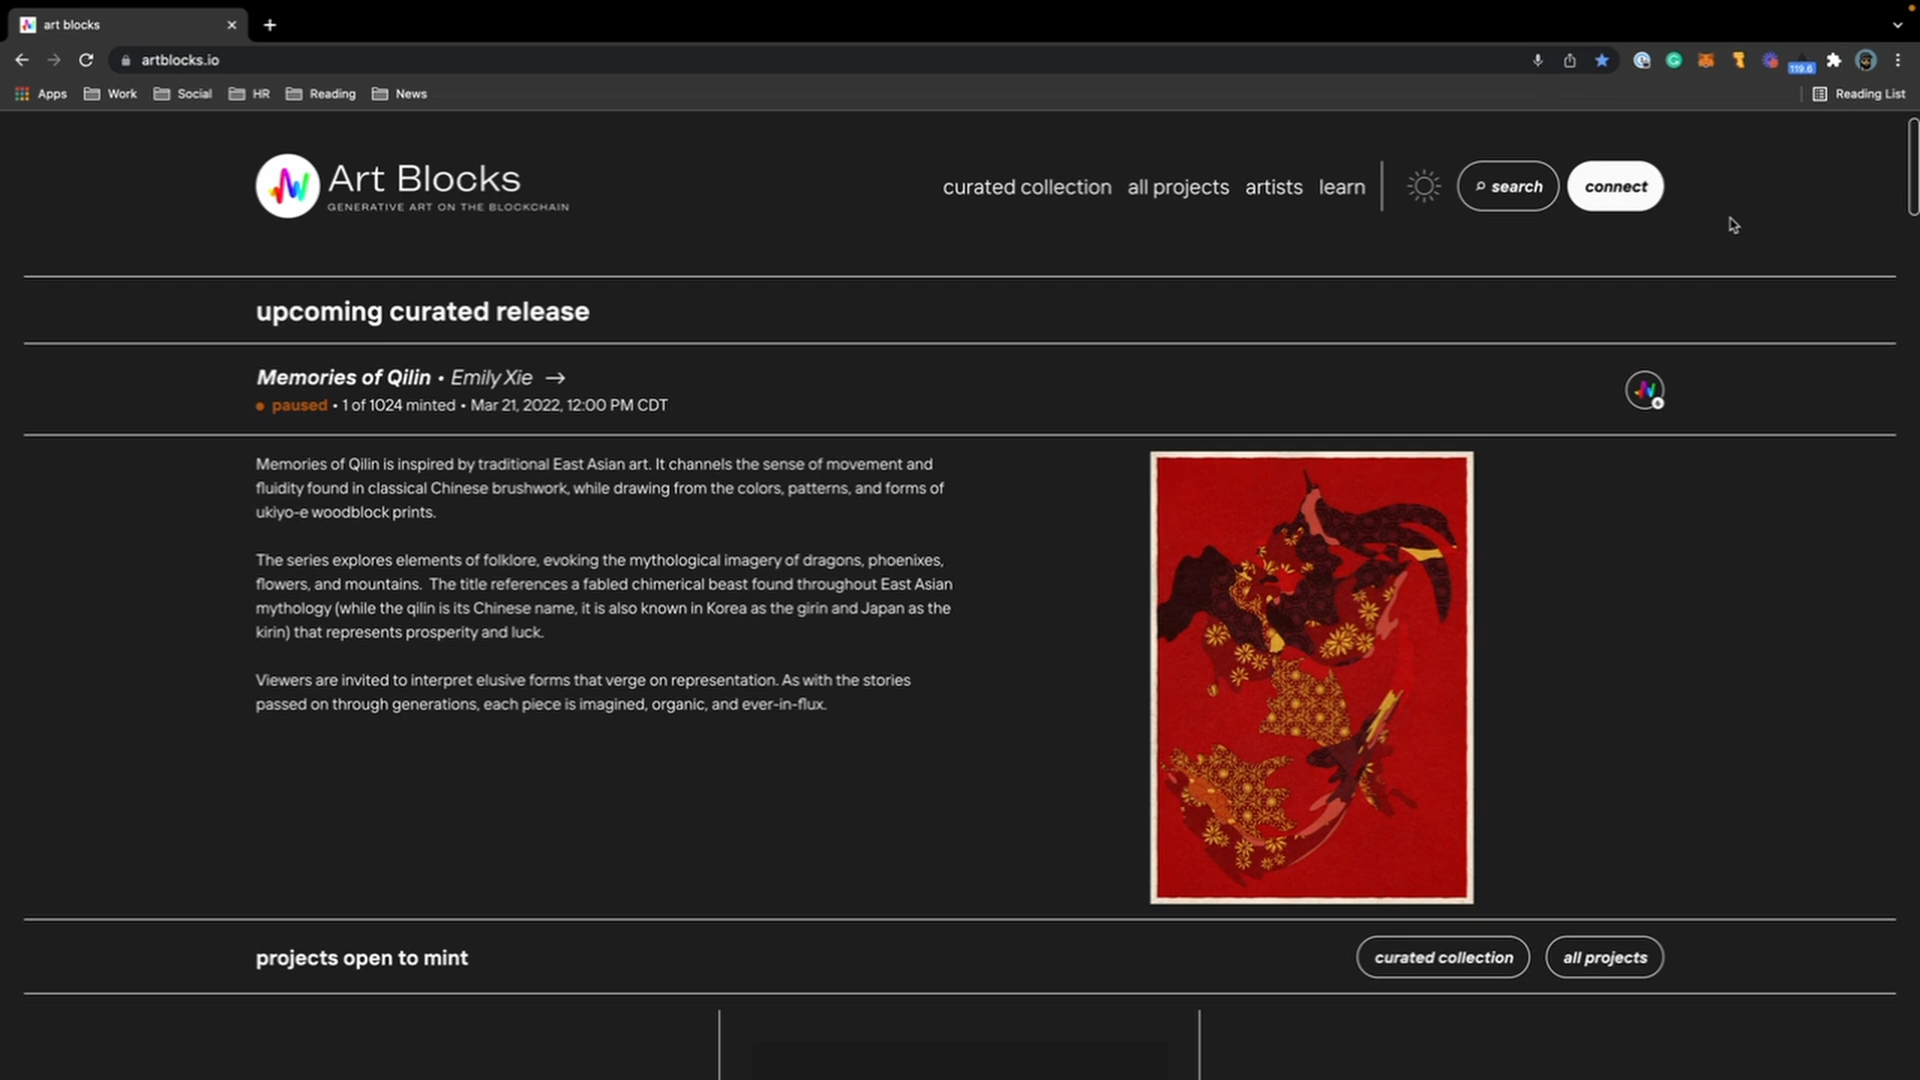 art blocks
artblocks.io
119.6
Apps Work Social HR Reading News Reading List
Art Blocks
GENERATIVE ART ON THE BLOCKCHAIN
curated collection all projects artists learn search connect
upcoming curated release
Memories of Qilin • Emily Xie →
paused • 1 of 1024 minted • Mar 21, 2022, 12:00 PM CDT
Memories of Qilin is inspired by traditional East Asian art. It channels the sense of movement and
fluidity found in classical Chinese brushwork, while drawing from the colors, patterns, and forms of
ukiyo-e woodblock prints.
The series explores elements of folklore, evoking the mythological imagery of dragons, phoenixes,
flowers, and mountains. The title references a fabled chimerical beast found throughout East Asian
mythology (while the qilin is its Chinese name, it is also known in Korea as the girin and Japan as the
kirin) that represents prosperity and luck.
Viewers are invited to interpret elusive forms that verge on representation. As with the stories
passed on through generations, each piece is imagined, organic, and ever-in-flux.
projects open to mint curated collection all projects